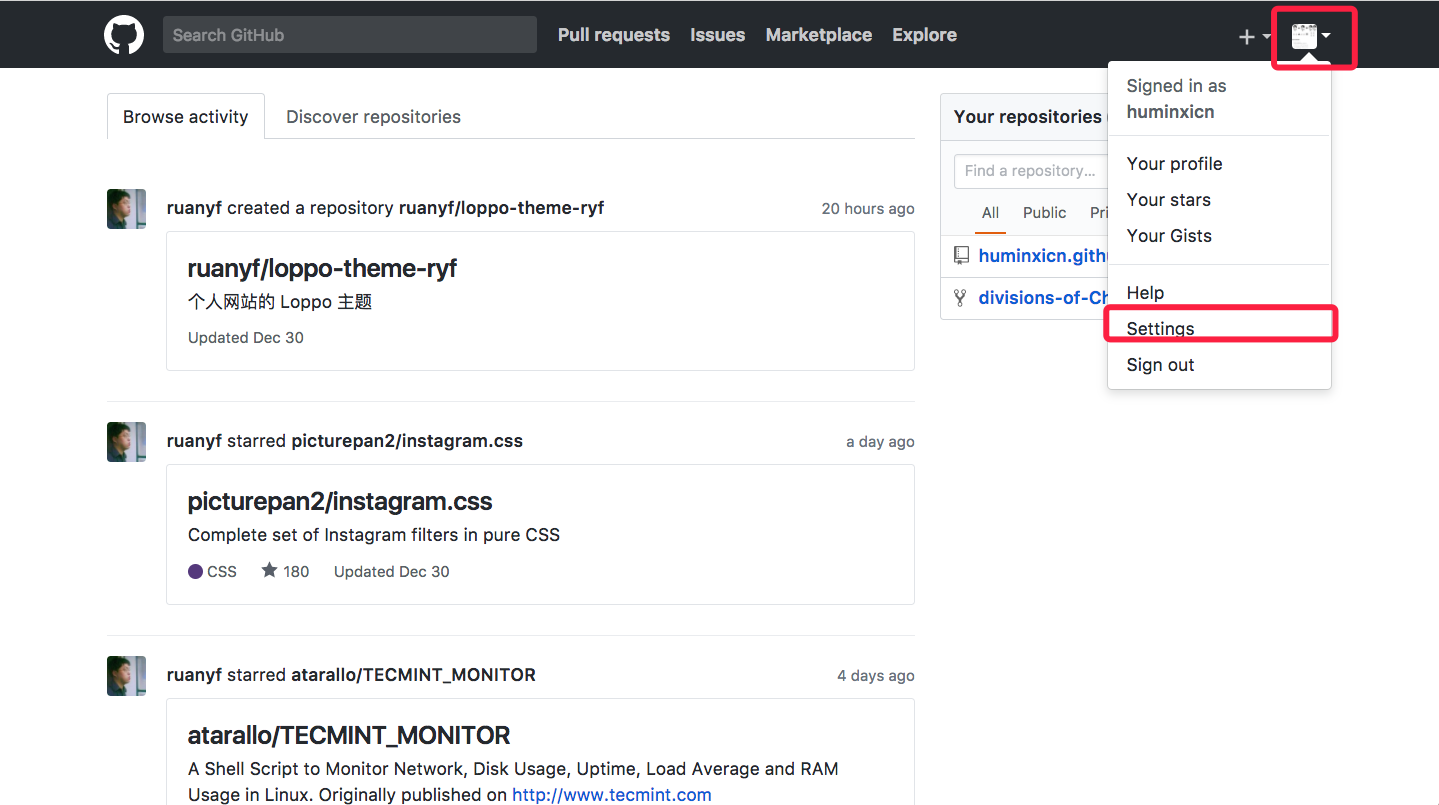 Search GitHub
Pull requests
Issues
Marketplace
Explore
Signed in as
huminxicn
Your profile
Your stars
Your Gists
Help
Settings
Sign out
Browse activity
Discover repositories
Your repositories
Find a repository...
All
Public
Pri
huminxicn.githu
divisions-of-Ch
ruanyf created a repository ruanyf/loppo-theme-ryf
20 hours ago
ruanyf/loppo-theme-ryf
个人网站的 Loppo 主题
Updated Dec 30
ruanyf starred picturepan2/instagram.css
a day ago
picturepan2/instagram.css
Complete set of Instagram filters in pure CSS
CSS 180 Updated Dec 30
ruanyf starred atarallo/TECMINT_MONITOR
4 days ago
atarallo/TECMINT_MONITOR
A Shell Script to Monitor Network, Disk Usage, Uptime, Load Average and RAM
Usage in Linux. Originally published on http://www.tecmint.com